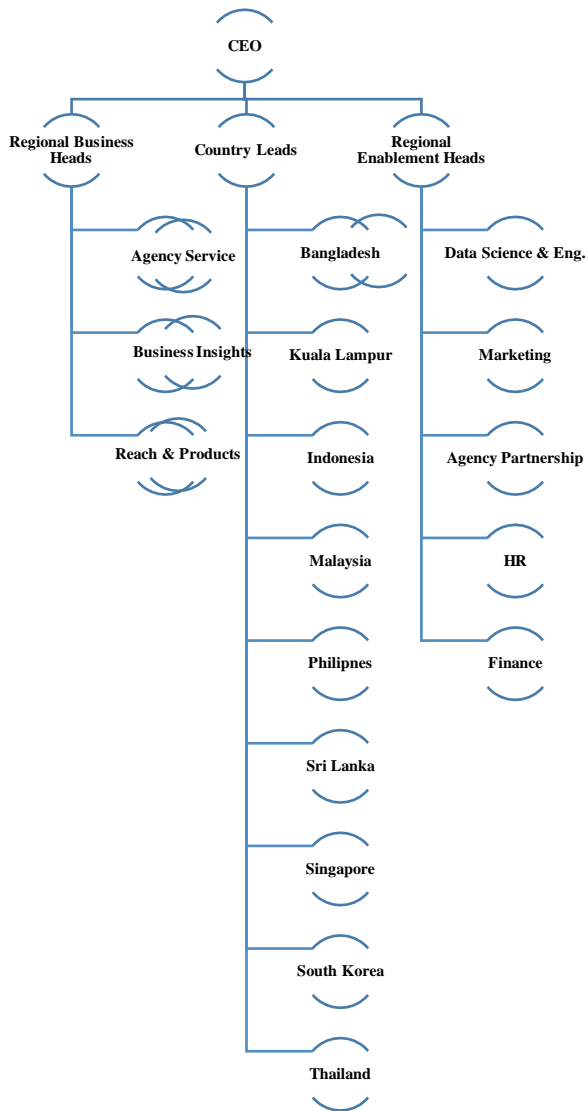 CEO
Regional Business
Heads
Country Leads
Regional
Enablement Heads
Agency Service
Business Insights
Reach & Products
Bangladesh
Kuala Lampur
Indonesia
Malaysia
Philipnes
Sri Lanka
Singapore
South Korea
Thailand
Data Science & Eng.
Marketing
Agency Partnership
HR
Finance